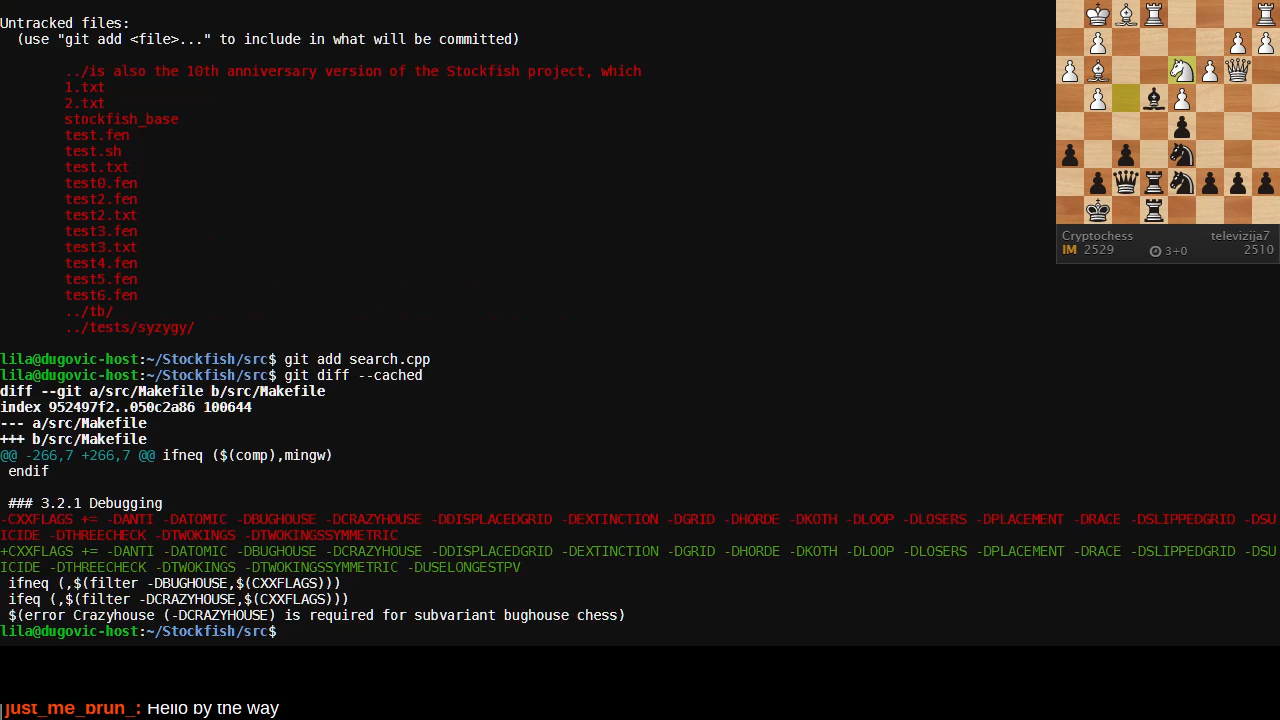 Untracked files:
(use "git add <file>..." to include in what will be committed)
../is also the 10th anniversary version of the Stockfish project, which
1.txt
2.txt
stockfish_base
test.fen
test.sh
test.txt
test0.fen
test2.fen
test2.txt
test3.fen
test3.txt
test4.fen
test5.fen
test6.fen
../tb/
../tests/syzygy/
Cryptochess televizija7
IM 2529 3+0 2510
lila@dugovic-host:~/Stockfish/src$ git add search.cpp
lila@dugovic-host:~/Stockfish/src$ git diff --cached
diff --git a/src/Makefile b/src/Makefile
index 952497f2..050c2a86 100644
--- a/src/Makefile
+++ b/src/Makefile
@@ -266,7 +266,7 @@ ifneq ($(comp),mingw)
endif
### 3.2.1 Debugging
-CXXFLAGS += -DANTI -DATOMIC -DBUGHOUSE -DCRAZYHOUSE -DDISPLACEDGRID -DEXTINCTION -DGRID -DHORDE -DKOTH -DLOOP -DLOSERS -DPLACEMENT -DRACE -DSLIPPEDGRID -DSU
ICIDE -DTHREECHECK -DTWOKINGS -DTWOKINGSSYMMETRIC
+CXXFLAGS += -DANTI -DATOMIC -DBUGHOUSE -DCRAZYHOUSE -DDISPLACEDGRID -DEXTINCTION -DGRID -DHORDE -DKOTH -DLOOP -DLOSERS -DPLACEMENT -DRACE -DSLIPPEDGRID -DSU
ICIDE -DTHREECHECK -DTWOKINGS -DTWOKINGSSYMMETRIC -DUSELONGESTPV
ifneq (,$(filter -DBUGHOUSE,$(CXXFLAGS)))
ifeq (,$(filter -DCRAZYHOUSE,$(CXXFLAGS)))
$(error Crazyhouse (-DCRAZYHOUSE) is required for subvariant bughouse chess)
lila@dugovic-host:~/Stockfish/src$
just_me_brun_: Hello by the way